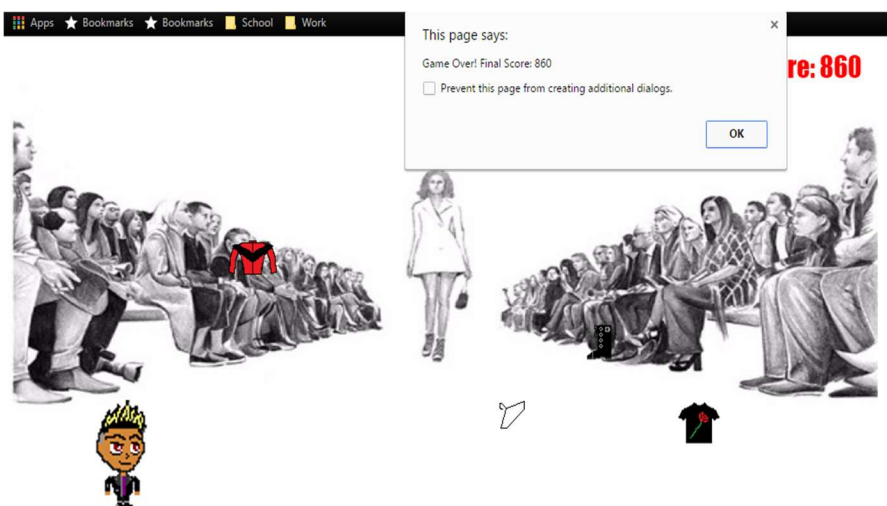 Apps Bookmarks Bookmarks School Work
This page says:
Game Over! Final Score: 860
Prevent this page from creating additional dialogs.
OK
re: 860